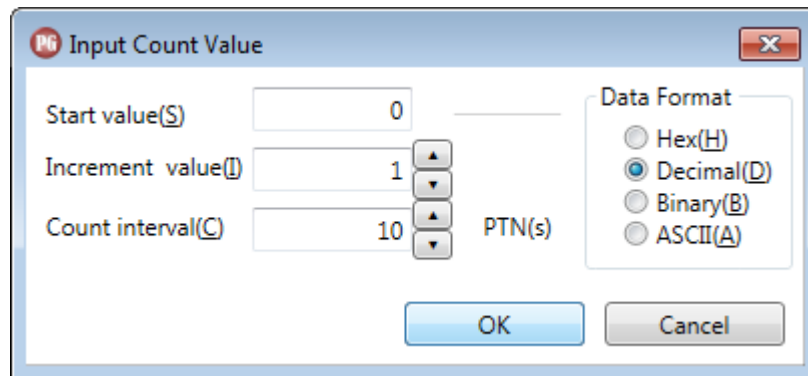 PG Input Count Value
Start value(S) 0
Increment value(I) 1
Count interval(C) 10 PTN(s)
Data Format
Hex(H)
Decimal(D)
Binary(B)
ASCII(A)
OK Cancel